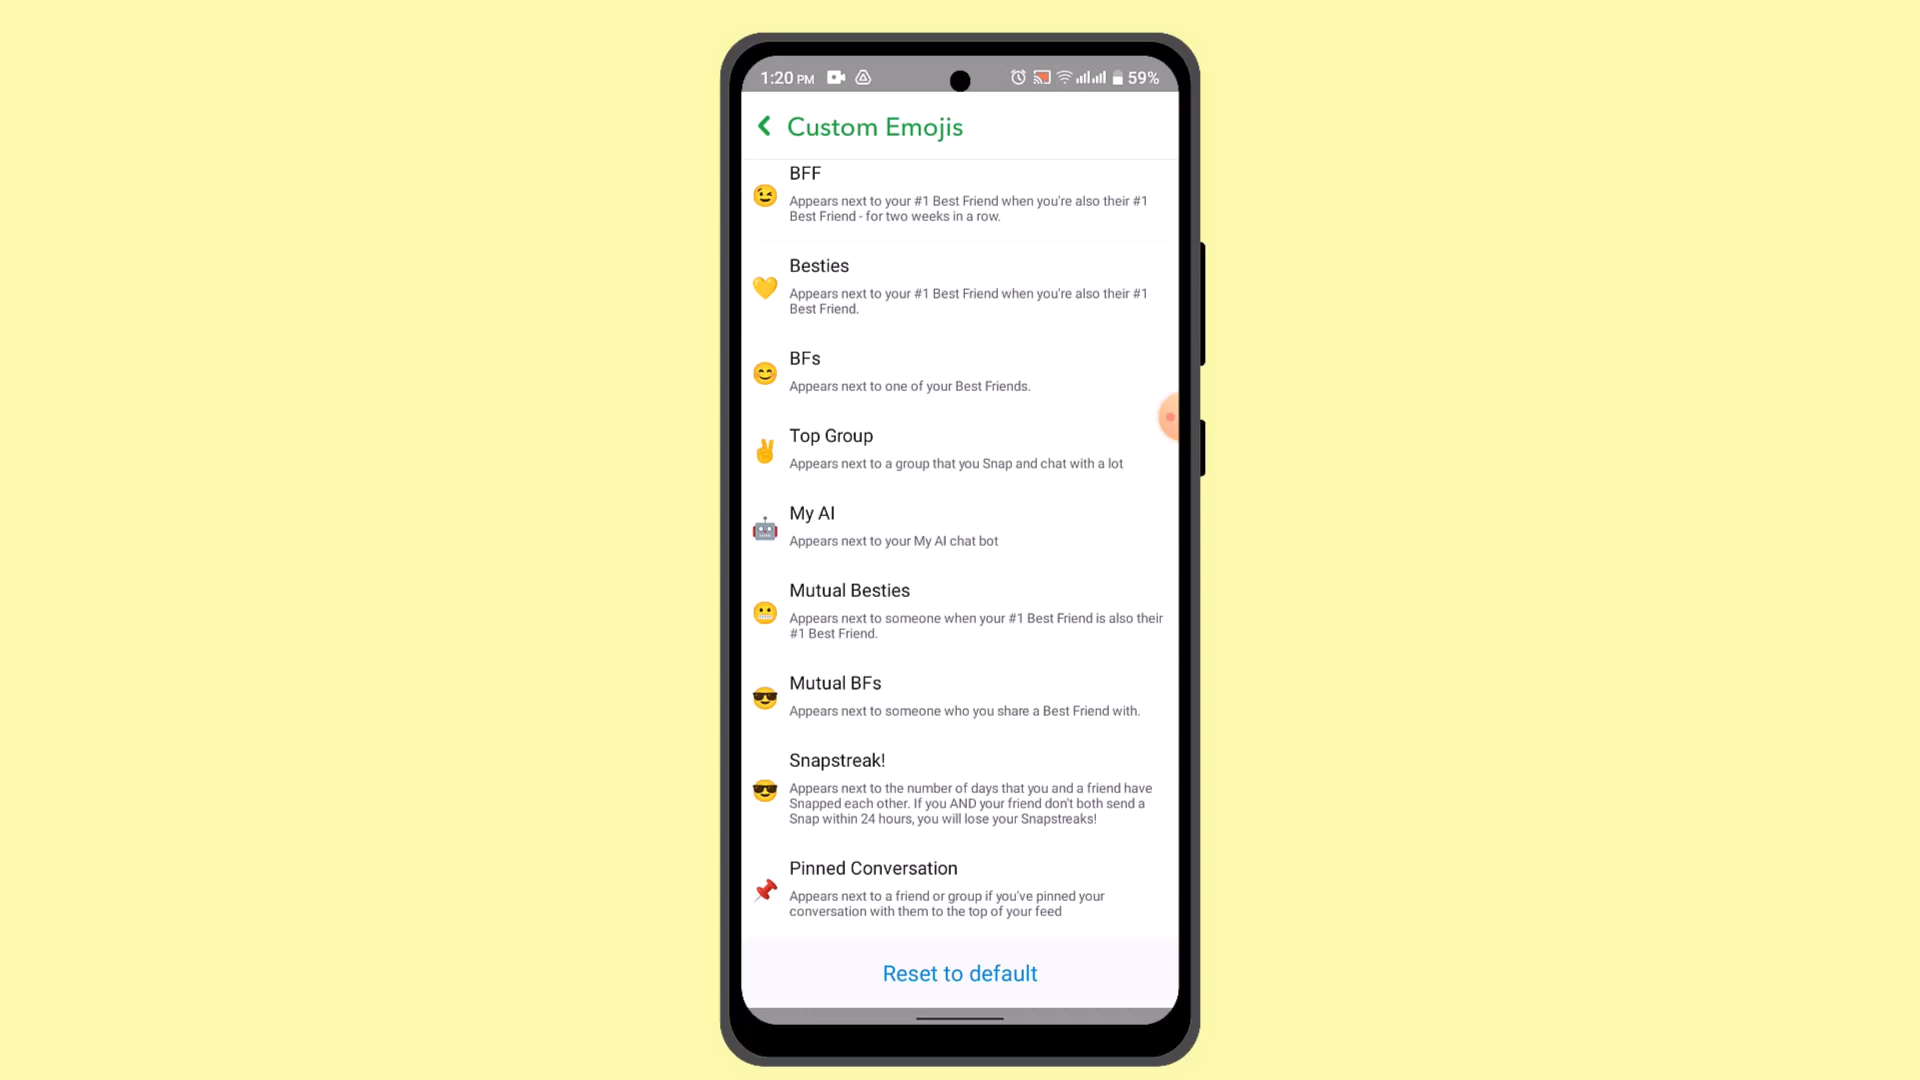 1:20 PM 59%
Custom Emojis
BFF
Appears next to your #1 Best Friend when you're also their #1
Best Friend - for two weeks in a row.
Besties
Appears next to your #1 Best Friend when you're also their #1
Best Friend.
BFs
Appears next to one of your Best Friends.
Top Group
Appears next to a group that you Snap and chat with a lot
My AI
Appears next to your My AI chat bot
Mutual Besties
Appears next to someone when your #1 Best Friend is also their
#1 Best Friend.
Mutual BFs
Appears next to someone who you share a Best Friend with.
Snapstreak!
Appears next to the number of days that you and a friend have
Snapped each other. If you AND your friend don't both send a
Snap within 24 hours, you will lose your Snapstreaks!
Pinned Conversation
Appears next to a friend or group if you've pinned your
conversation with them to the top of your feed
Reset to default